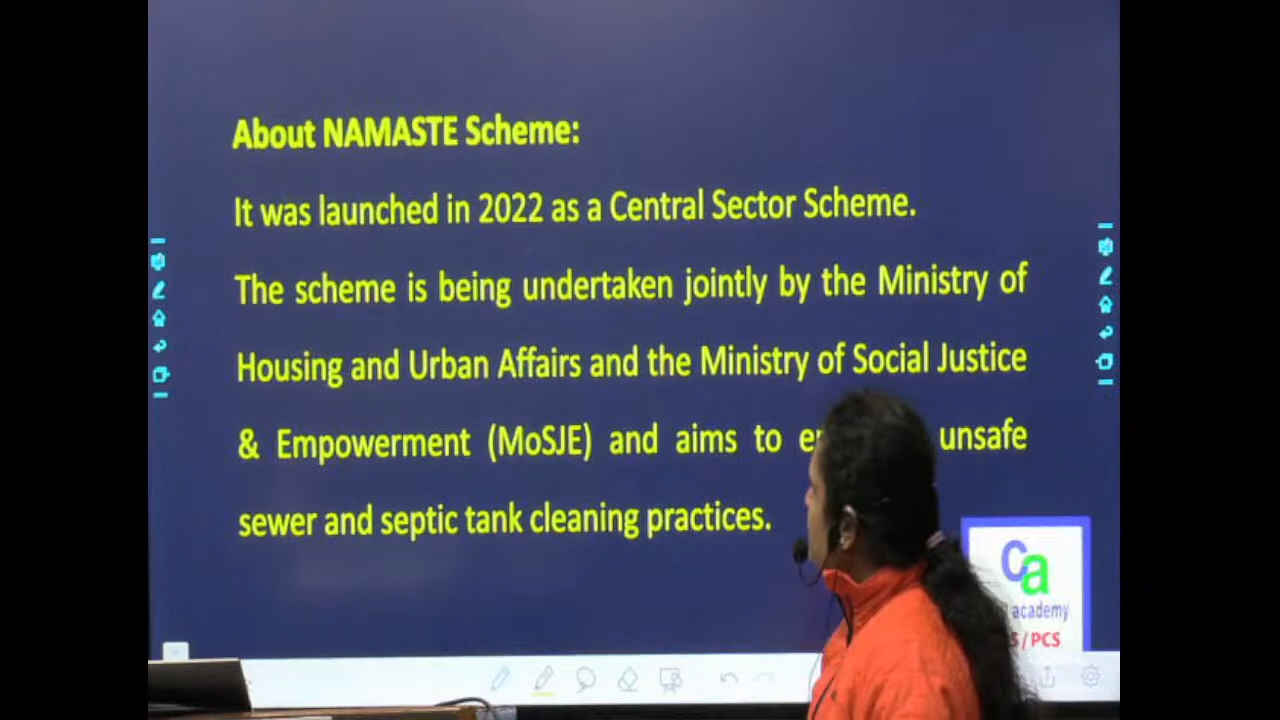 About NAMASTE Scheme:
It was launched in 2022 as a Central Sector Scheme.
The scheme is being undertaken jointly by the Ministry of
Housing and Urban Affairs and the Ministry of Social Justice
& Empowerment (MoSJE) and aims to unsafe
sewer and septic tank cleaning practices.
Ca
academy
/ PCS